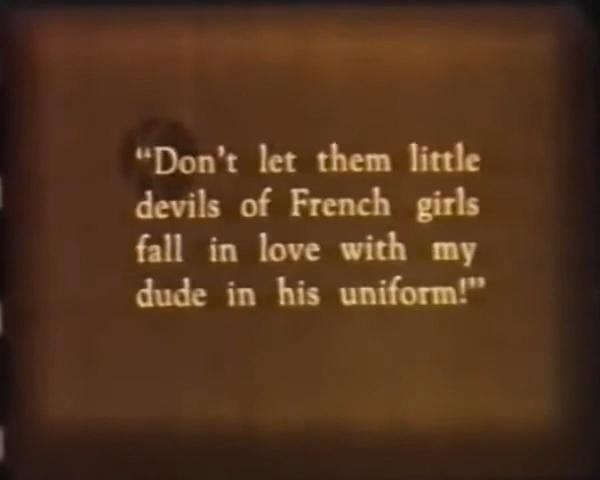 “Don't let them little
devils of French girls
fall in love with my
dude in his uniform!”